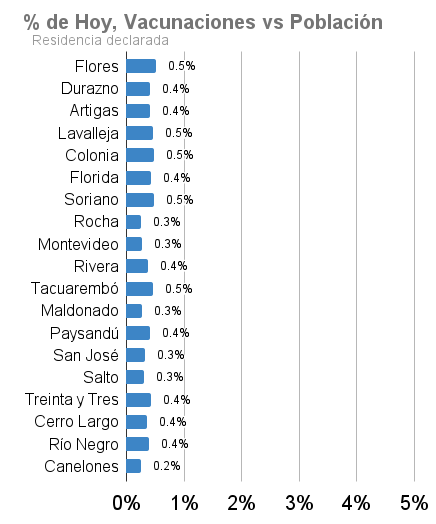 % de Hoy, Vacunaciones vs Población
Residencia declarada
Flores 0.5%
Durazno 0.4%
Artigas 0.4%
Lavalleja 0.5%
Colonia 0.5%
Florida 0.4%
Soriano 0.5%
Rocha 0.3%
Montevideo 0.3%
Rivera 0.4%
Tacuarembó 0.5%
Maldonado 0.3%
Paysandú 0.4%
San José 0.3%
Salto 0.3%
Treinta y Tres 0.4%
Cerro Largo 0.4%
Río Negro 0.4%
Canelones 0.2%
0% 1% 2% 3% 4% 5%